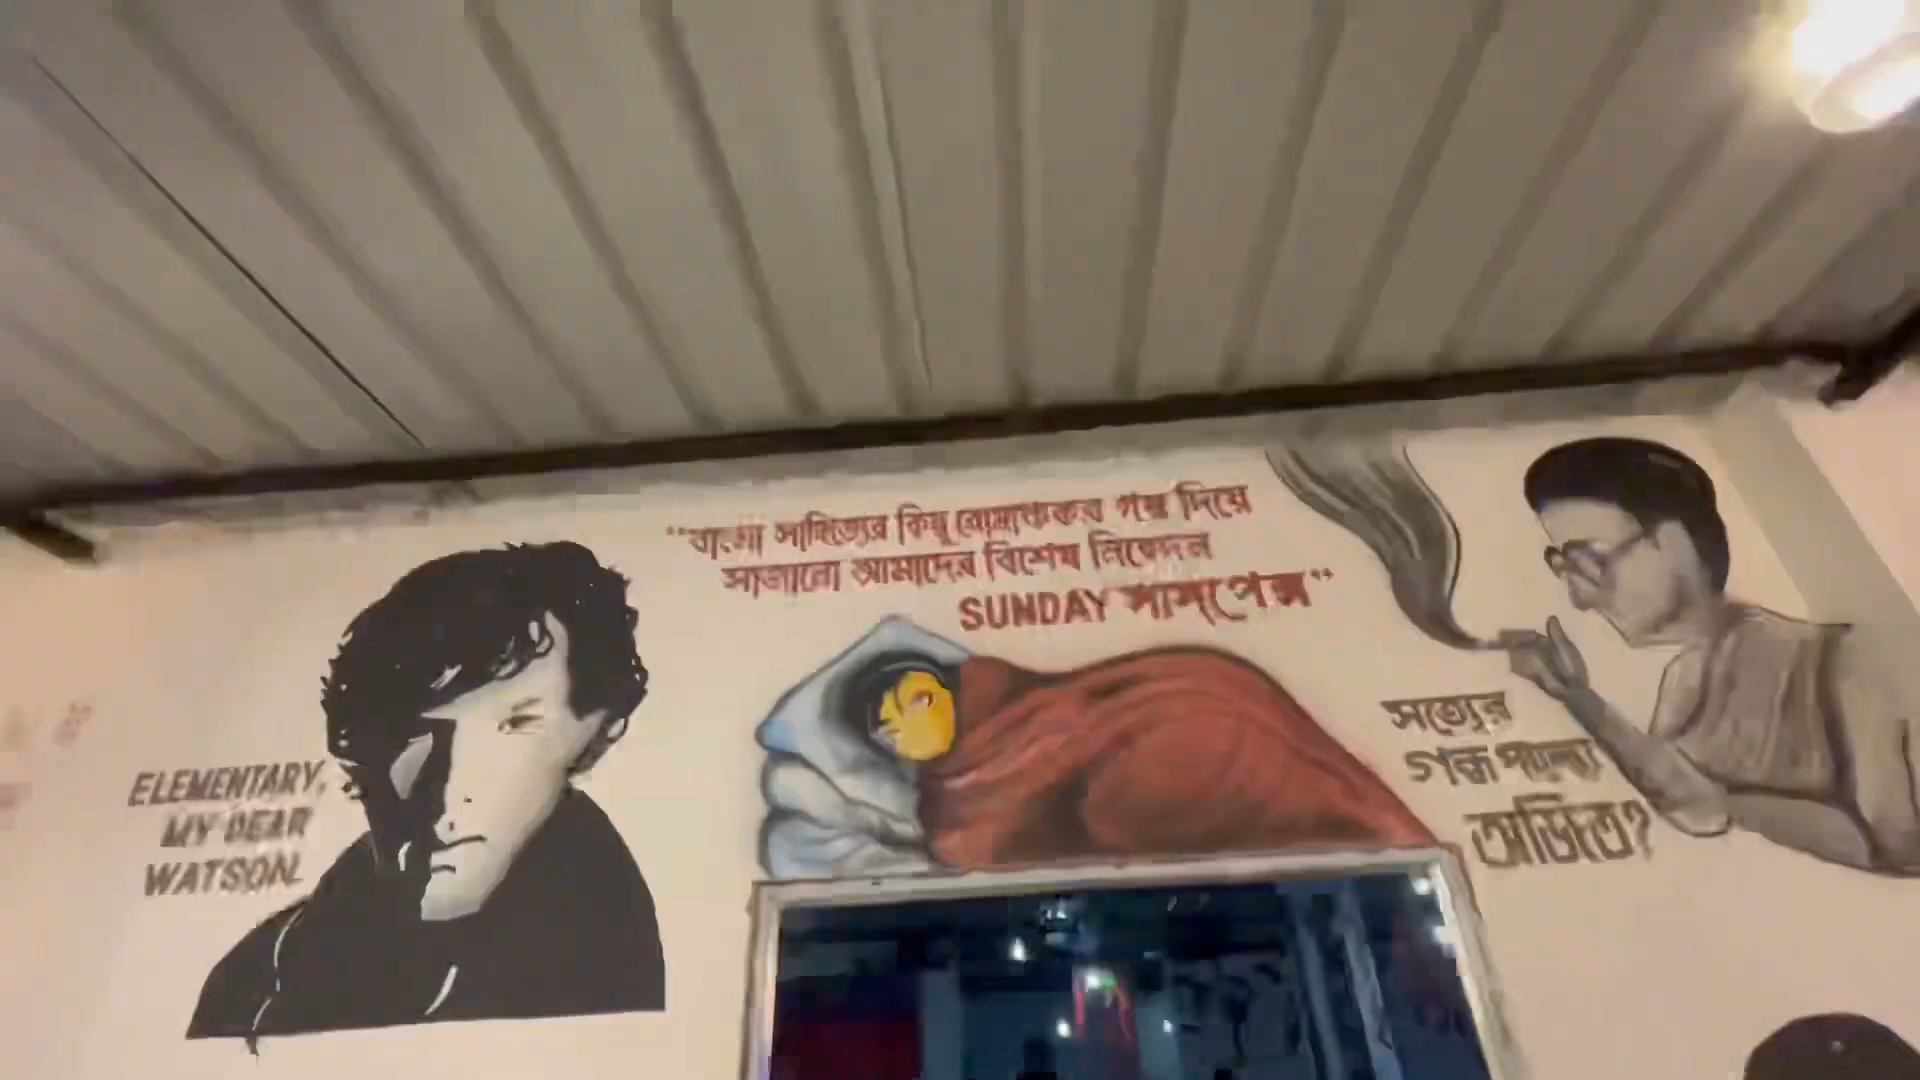 ELEMENTARY,
MY DEAR
WATSON.
"বাংলা সাহিত্যের কিছু রোমাঞ্চকর গল্প দিয়ে
সাজানো আমাদের বিশেষ নিবেদন
SUNDAY সাসপেন্স"
সত্যের
গন্ধ পাচ্ছো
অজিত?